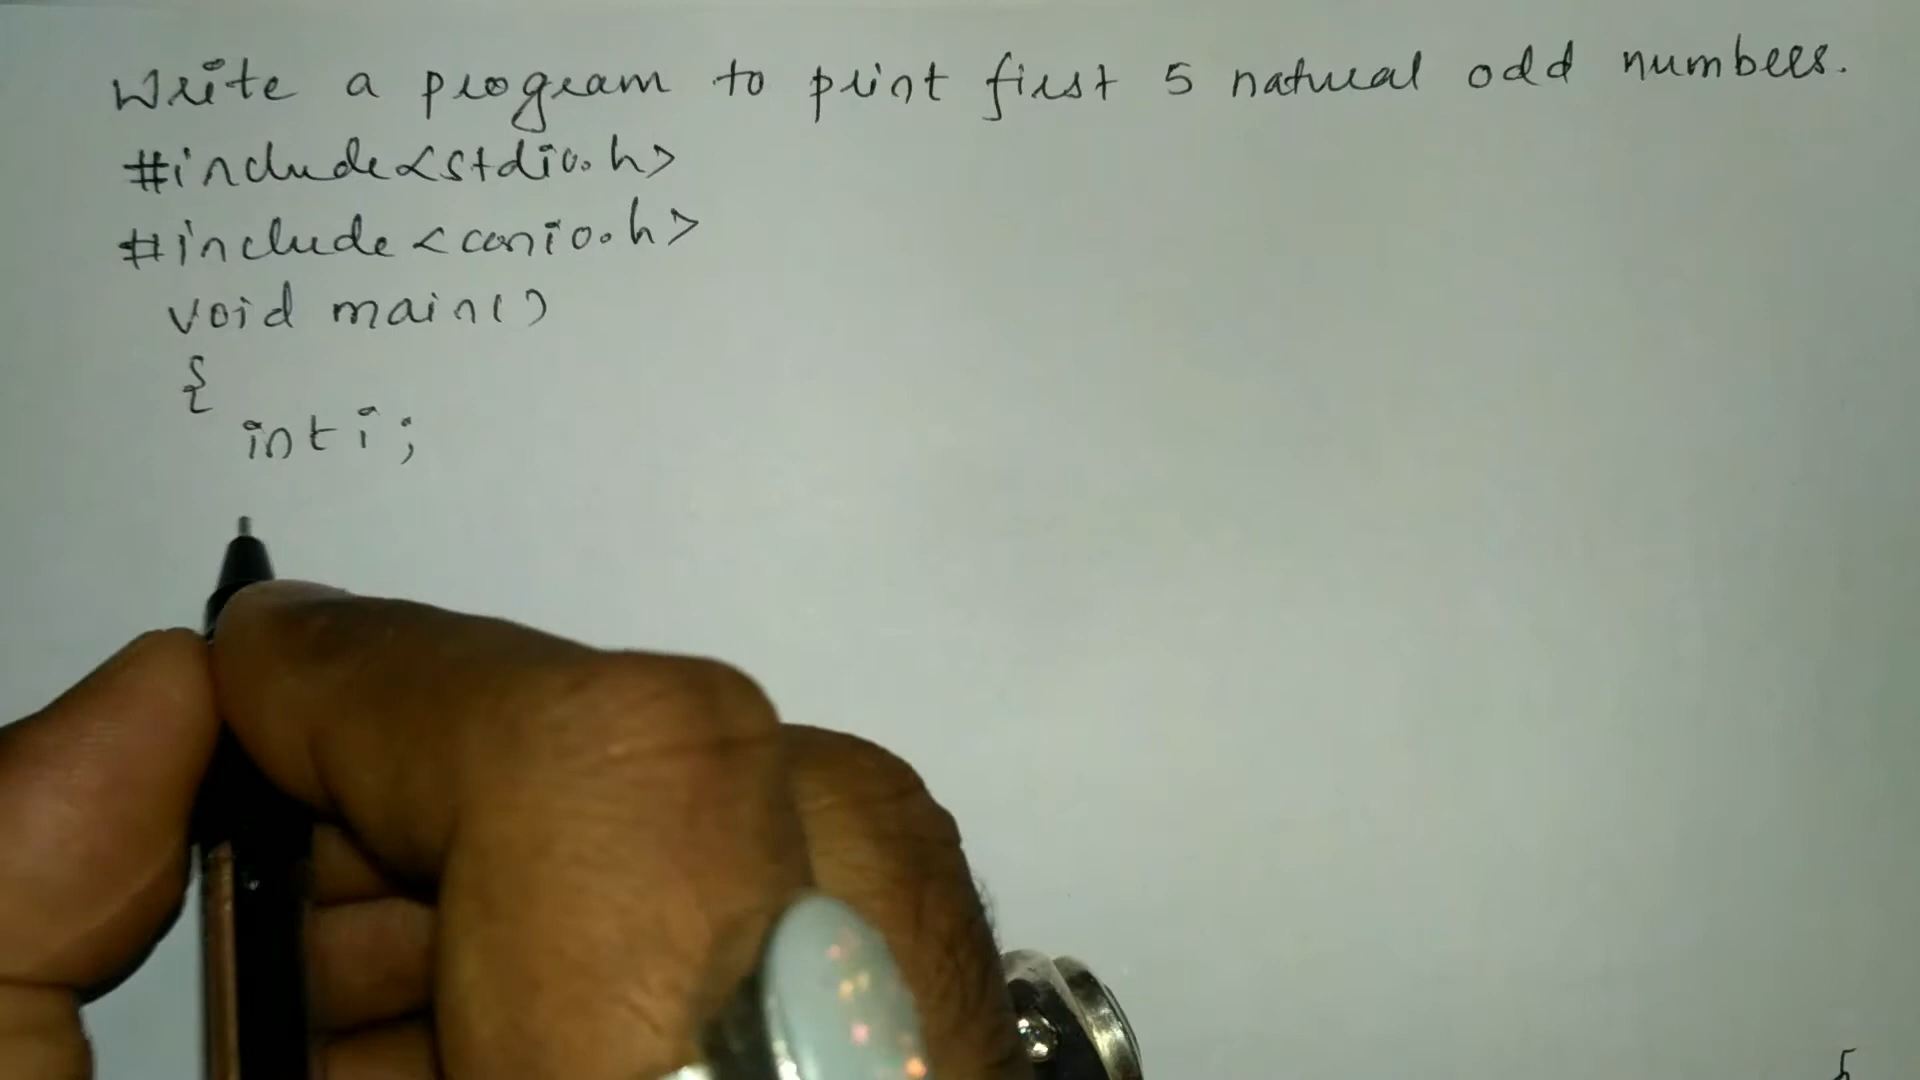 Write a program to print first 5 natural odd numbers.
#include<stdio.h>
#include<conio.h>
void main()
{
int i;